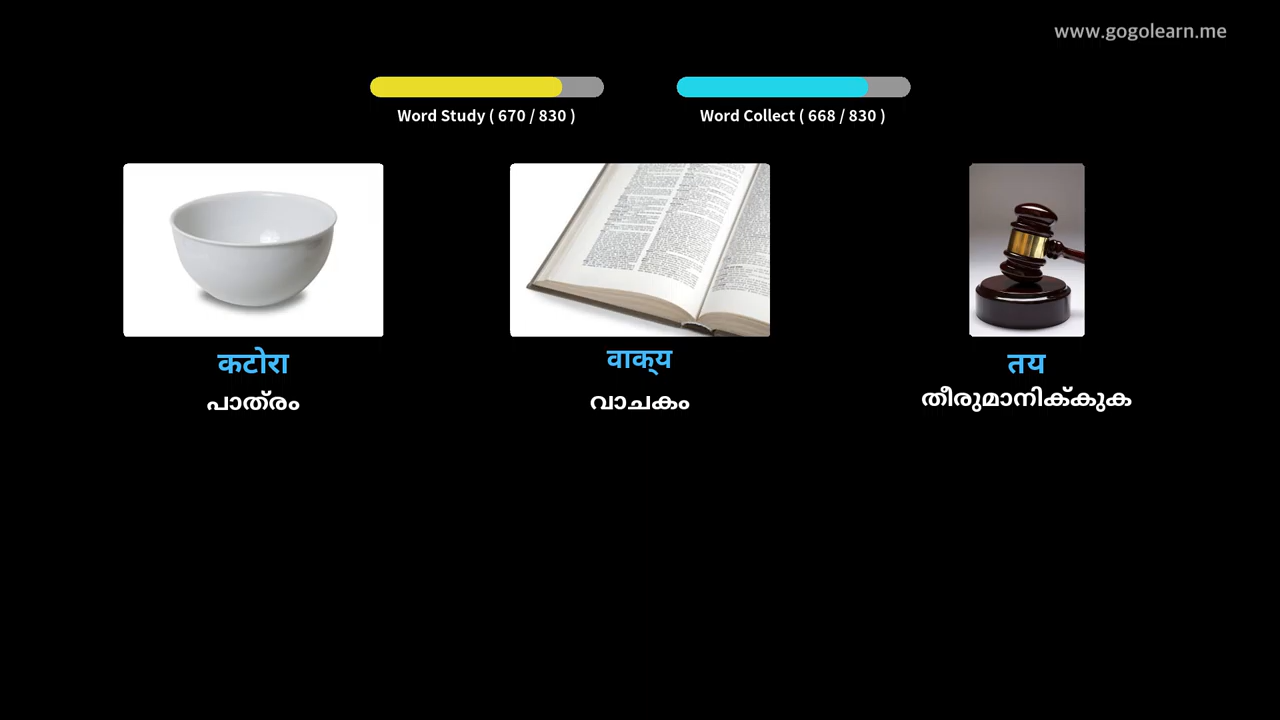 www.gogolearn.me
Word Study ( 670 / 830 )
Word Collect ( 668 / 830 )
कटोरा
वाक्य
तय
പാത്രം
വാചകം
തീരുമാനിക്കുക